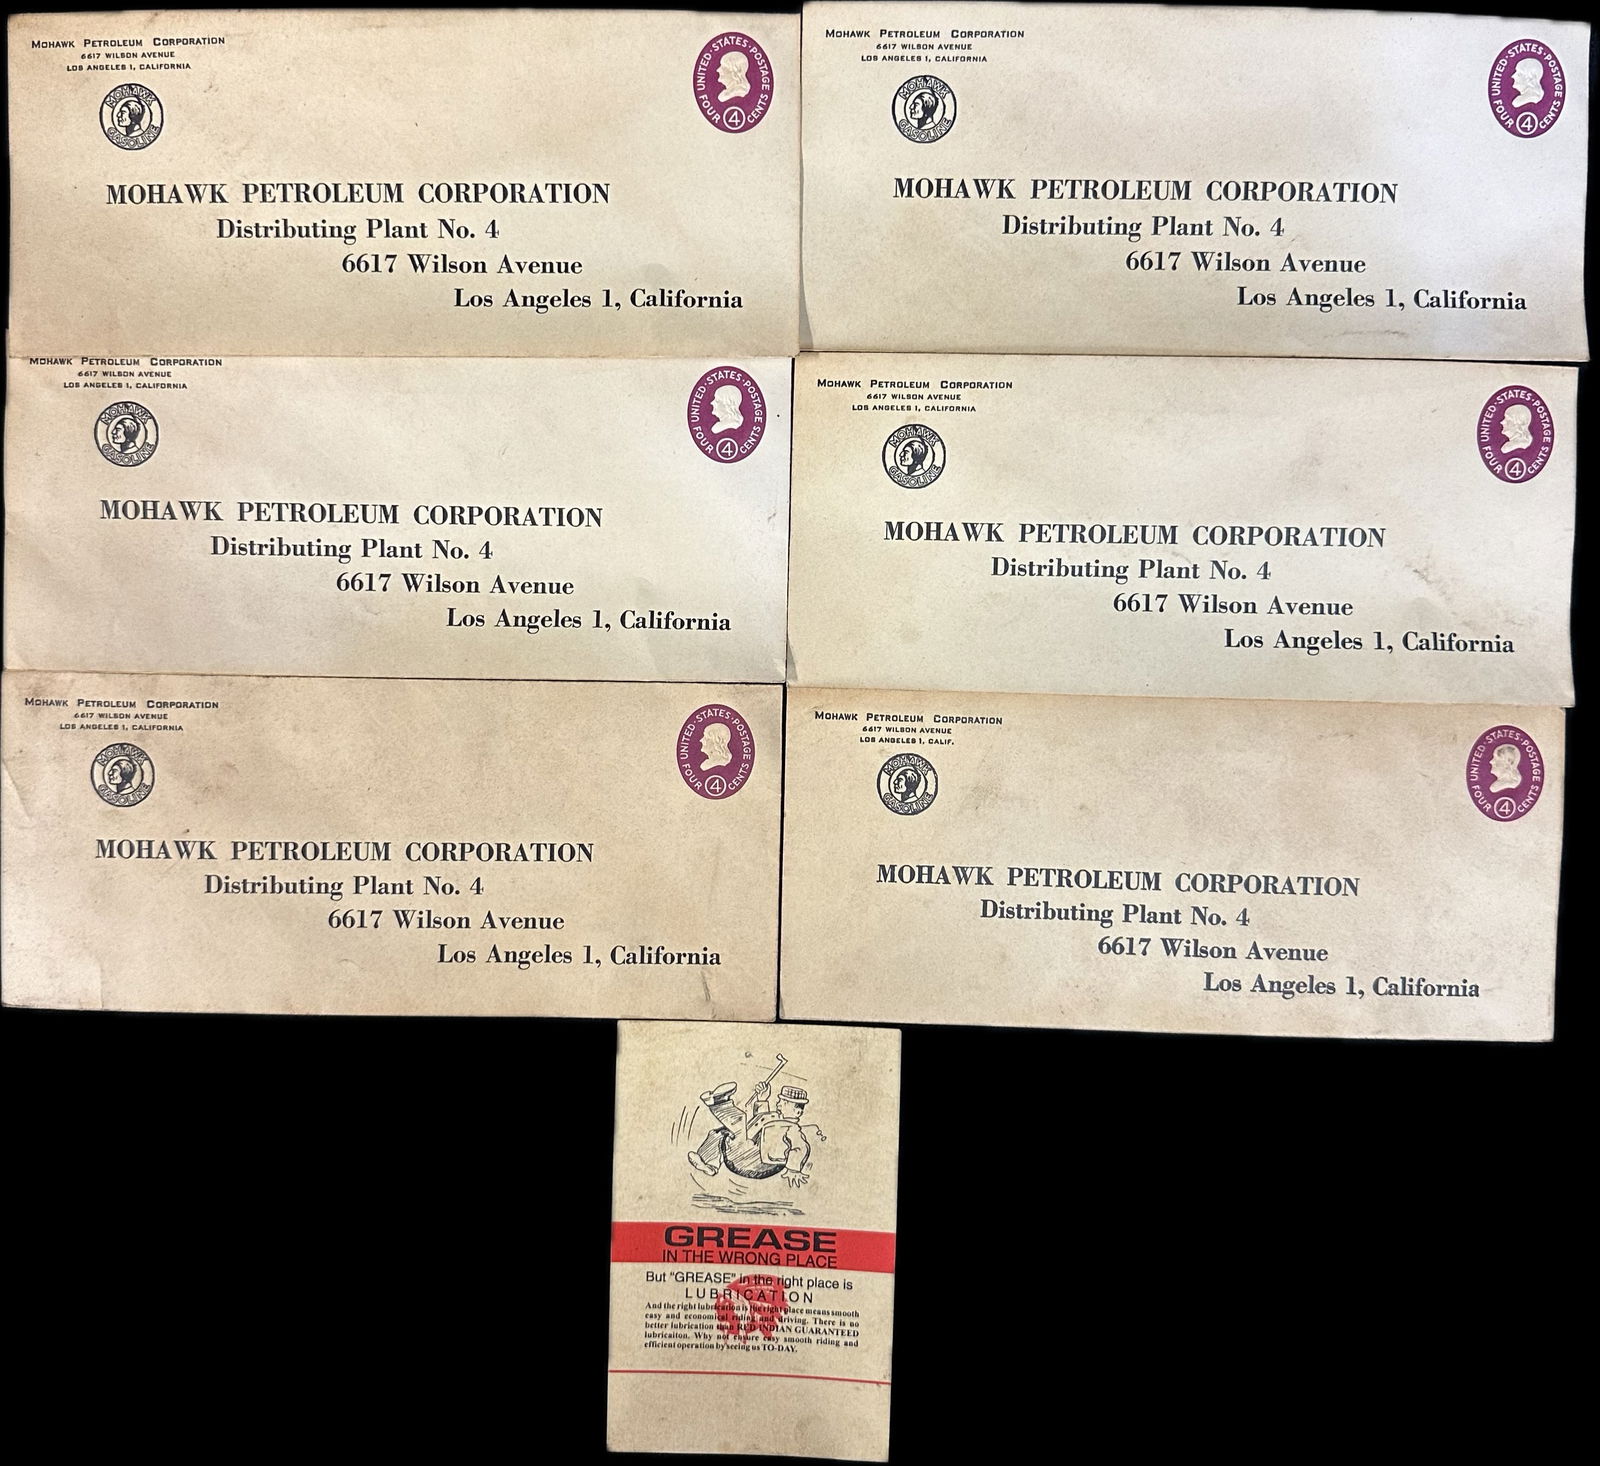 MOHAWK PETROLEUM CORPORATION
6617 WILSON AVENUE
LOS ANGELES 1, CALIFORNIA
MOHAWK
GASOLINE
UNITED·STATES·POSTAGE
FOUR 4 CENTS
MOHAWK PETROLEUM CORPORATION
Distributing Plant No. 4
6617 Wilson Avenue
Los Angeles 1, California
MOHAWK PETROLEUM CORPORATION
6617 WILSON AVENUE
LOS ANGELES 1, CALIFORNIA
MOHAWK
GASOLINE
UNITED·STATES·POSTAGE
FOUR 4 CENTS
MOHAWK PETROLEUM CORPORATION
Distributing Plant No. 4
6617 Wilson Avenue
Los Angeles 1, California
MOHAWK PETROLEUM CORPORATION
6617 WILSON AVENUE
LOS ANGELES 1, CALIFORNIA
MOHAWK
GASOLINE
UNITED·STATES·POSTAGE
FOUR 4 CENTS
MOHAWK PETROLEUM CORPORATION
Distributing Plant No. 4
6617 Wilson Avenue
Los Angeles 1, California
MOHAWK PETROLEUM CORPORATION
6617 WILSON AVENUE
LOS ANGELES 1, CALIFORNIA
MOHAWK
GASOLINE
UNITED·STATES·POSTAGE
FOUR 4 CENTS
MOHAWK PETROLEUM CORPORATION
Distributing Plant No. 4
6617 Wilson Avenue
Los Angeles 1, California
MOHAWK PETROLEUM CORPORATION
6617 WILSON AVENUE
LOS ANGELES 1, CALIFORNIA
MOHAWK
GASOLINE
UNITED·STATES·POSTAGE
FOUR 4 CENTS
MOHAWK PETROLEUM CORPORATION
Distributing Plant No. 4
6617 Wilson Avenue
Los Angeles 1, California
MOHAWK PETROLEUM CORPORATION
6617 WILSON AVENUE
LOS ANGELES 1, CALIF.
MOHAWK
GASOLINE
UNITED·STATES·POSTAGE
FOUR 4 CENTS
MOHAWK PETROLEUM CORPORATION
Distributing Plant No. 4
6617 Wilson Avenue
Los Angeles 1, California
GREASE
IN THE WRONG PLACE
But "GREASE" in the right place is
LUBRICATION
And the right lubrication is the right place means smooth
easy and economical riding and driving. There is no
better lubrication than RED INDIAN GUARANTEED
lubricaiton. Why not ensure easy smooth riding and
efficient operation by seeing us TO-DAY.